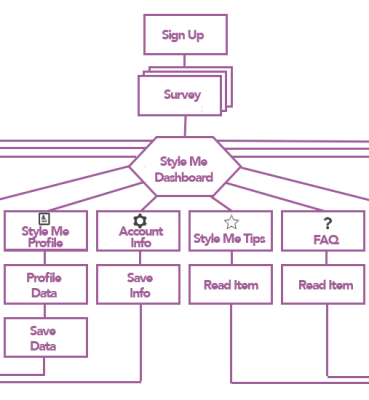 Sign Up
Survey
Style Me
Dashboard
Style Me
Profile
Account
Info
Style Me Tips
?
FAQ
Profile
Data
Save
Info
Read Item
Read Item
Save
Data